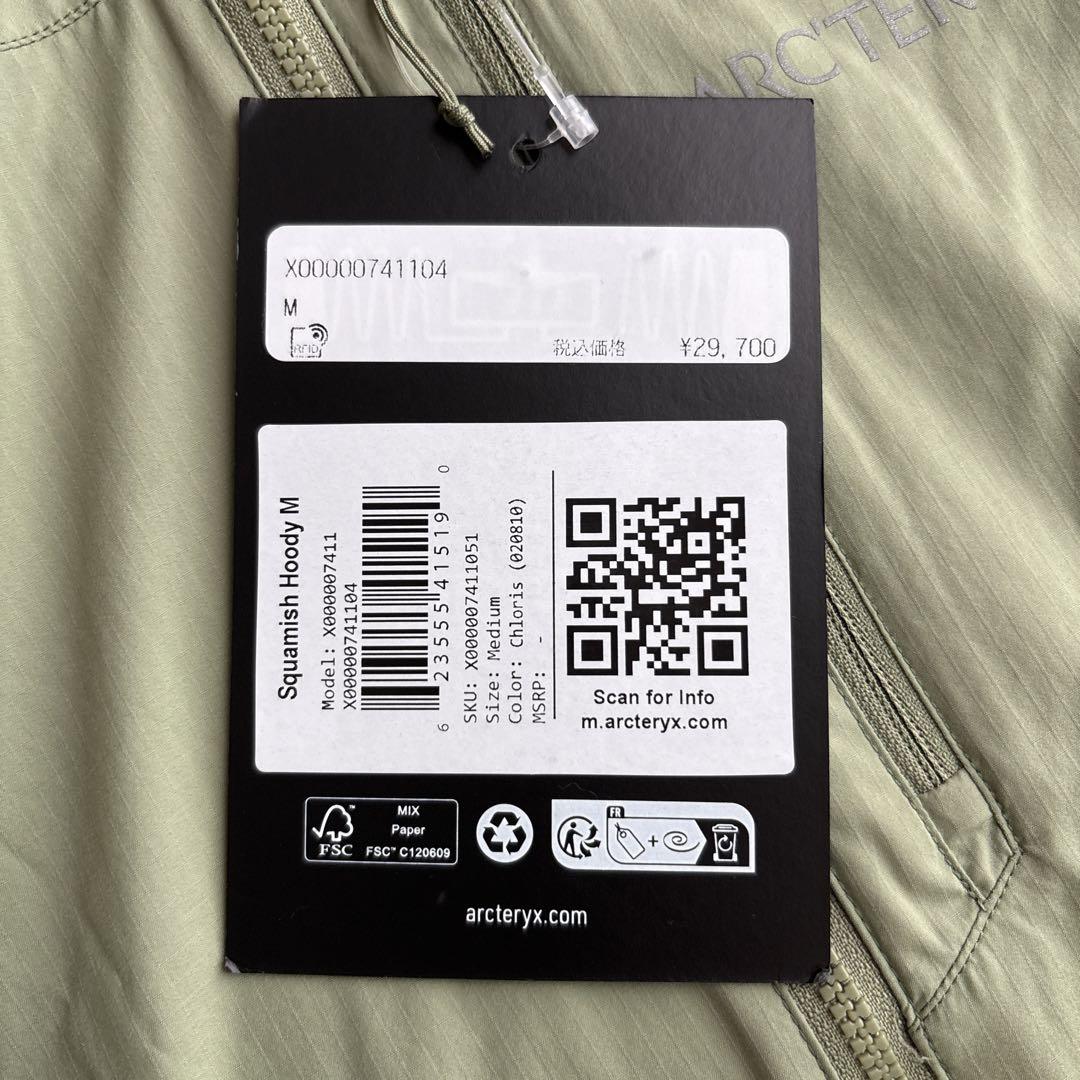 ARC'TER
X00000741104
M
RFID
税込価格 ¥29,700
Squamish Hoody M
Model: X000007411
X00000741104
6 23555 41519 0
SKU: X000007411051
Size: Medium
Color: Chloris (020810)
MSRP: -
Scan for Info
m.arcteryx.com
FSC™
MIX
Paper
FSC™ C120609
FR
arcteryx.com